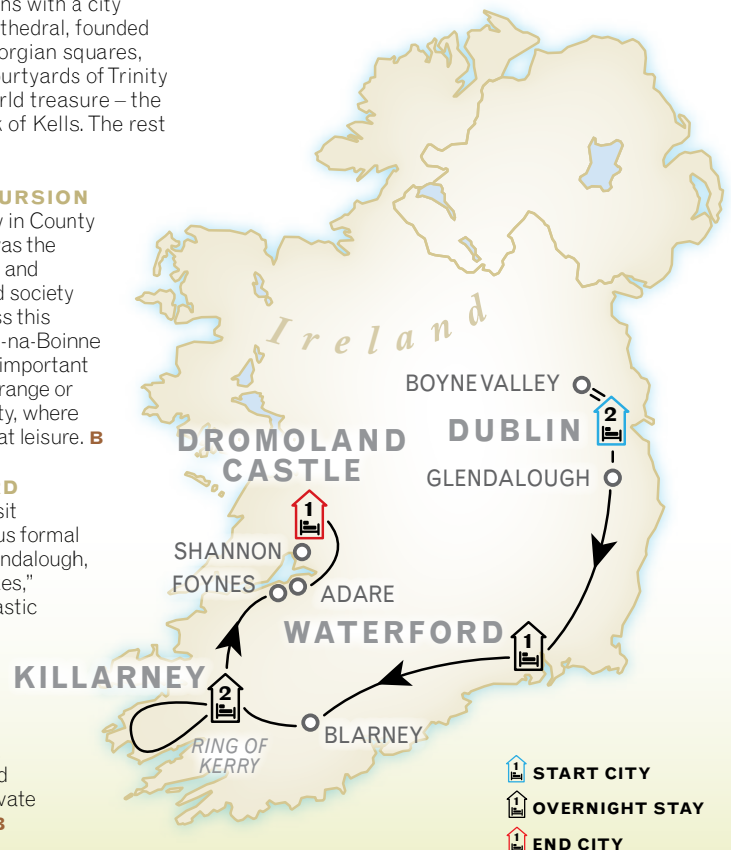 ns with a city
thedral, founded
orgian squares,
ourtyards of Trinity
rld treasure – the
k of Kells. The rest
URSION
y in County
as the
and
d society
ss this
-na-Boinne
important
range or
ty, where
at leisure. B
D
sit
us formal
ndalough,
es,”
astic
d
vate
B
Ireland
BOYNE VALLEY
2
DUBLIN
GLENDALOUGH
DROMOLAND
CASTLE
1
SHANNON
FOYNES
ADARE
WATERFORD
1
KILLARNEY
2
RING OF
KERRY
BLARNEY
1 START CITY
1 OVERNIGHT STAY
1 END CITY